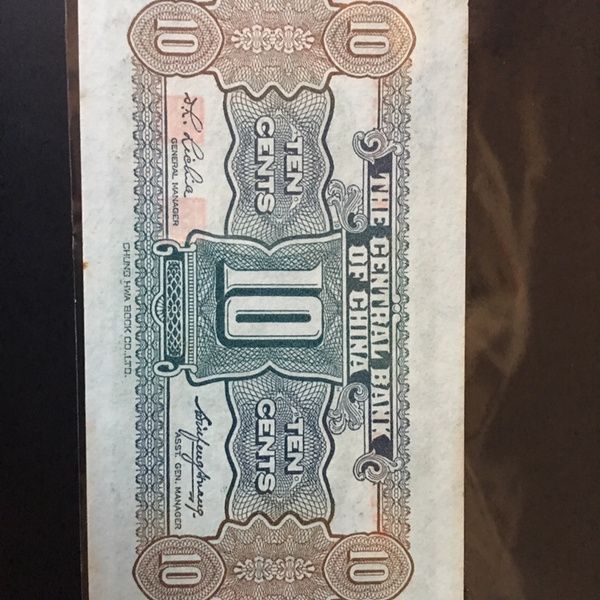 10
THE CENTRAL BANK
OF CHINA
10
TEN
CENTS
10
TEN
CENTS
GENERAL MANAGER
ASST. GEN. MANAGER
10
10
CHUNG HWA BOOK CO., LTD.